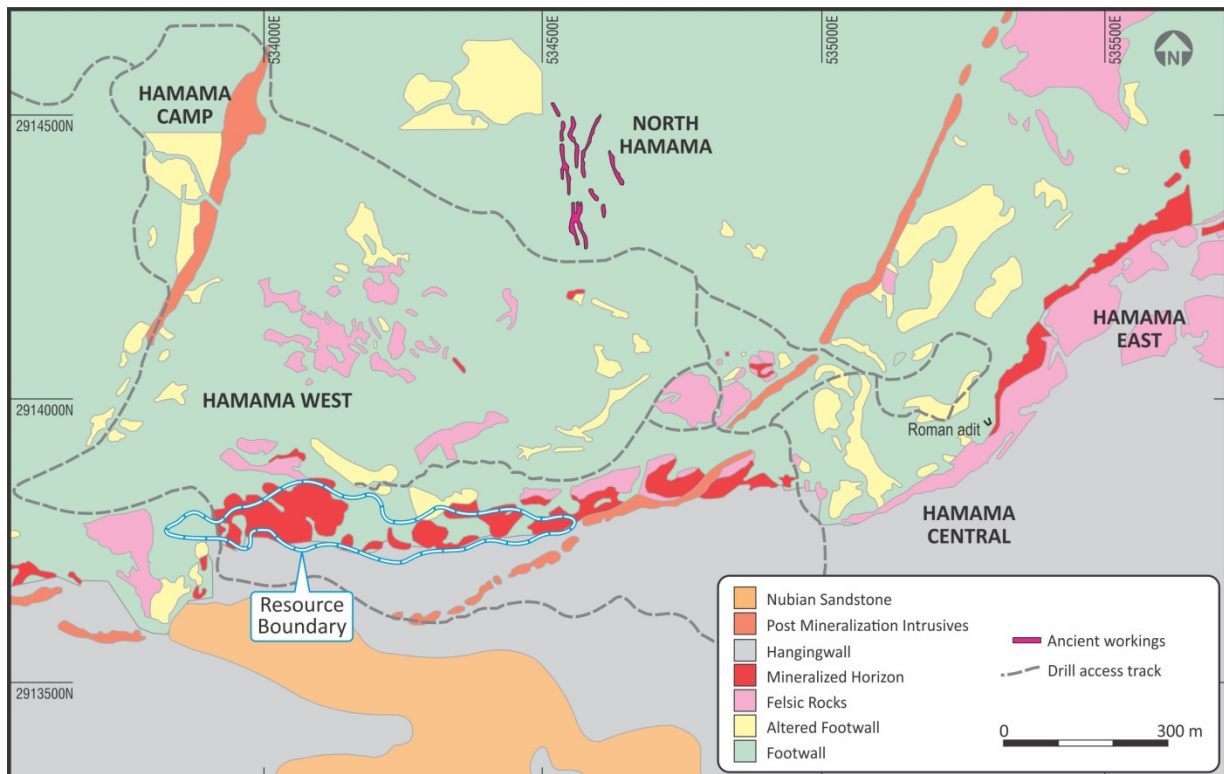 534000E
534500E
535000E
535500E
N
HAMAMA
CAMP
2914500N
NORTH
HAMAMA
HAMAMA
EAST
HAMAMA WEST
2914000N
Roman adit
HAMAMA
CENTRAL
Resource
Boundary
2913500N
Nubian Sandstone
Post Mineralization Intrusives
Hangingwall
Mineralized Horizon
Felsic Rocks
Altered Footwall
Footwall
Ancient workings
Drill access track
0 300 m